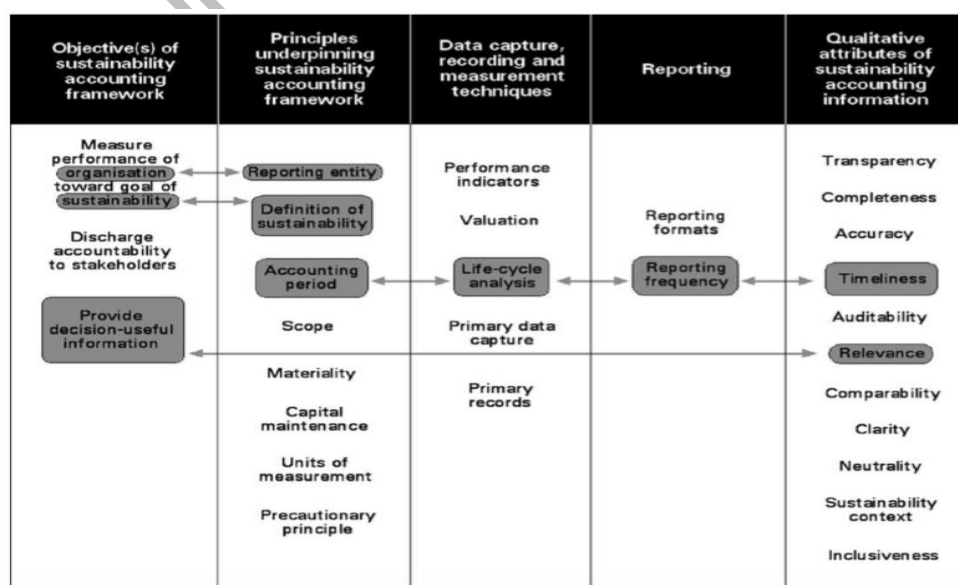 Objective(s) of
sustainability
accounting
framework
Principles
underpinning
sustainability
accounting
framework
Data capture,
recording and
measurement
techniques
Reporting
Qualitative
attributes of
sustainability
accounting
information
Measure
performance of
organisation
toward goal of
sustainability
Discharge
accountability
to stakeholders
Provide
decision-useful
information
Reporting entity
Definition of
sustainability
Accounting
period
Scope
Materiality
Capital
maintenance
Units of
measurement
Precautionary
principle
Performance
indicators
Valuation
Life-cycle
analysis
Primary data
capture
Primary
records
Reporting
formats
Reporting
frequency
Transparency
Completeness
Accuracy
Timeliness
Auditability
Relevance
Comparability
Clarity
Neutrality
Sustainability
context
Inclusiveness